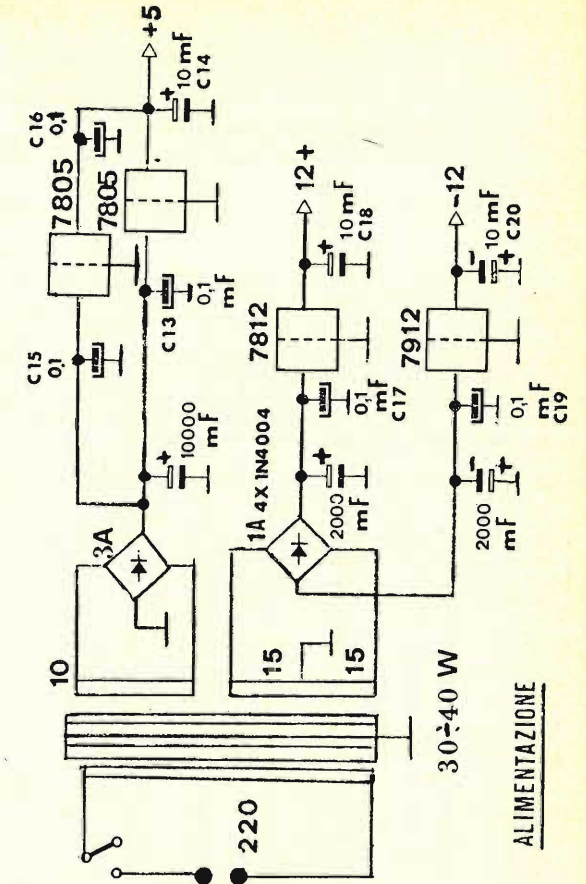 C16
0,1
7805
7805
+5
+
10 mF
C14
C15
0,1
C13
0,1
mF
+
10000
mF
3A
10
7812
12 +
+
10 mF
C18
0,1
mF
C17
1A 4X 1N4004
+
2000
mF
15
15
7912
-12
-
+
10 mF
C20
0,1
mF
C19
-
+
2000
mF
220
30÷40 W
ALIMENTAZIONE